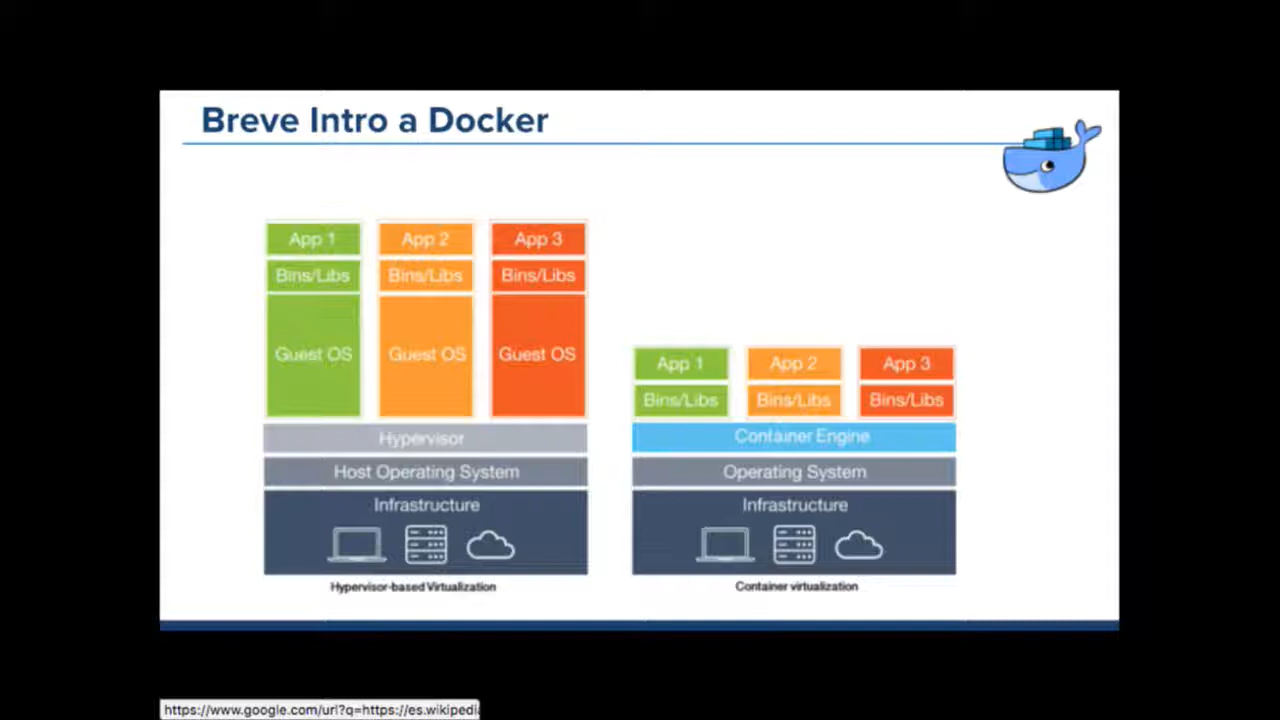 Breve Intro a Docker
App 1
App 2
App 3
Bins/Libs
Bins/Libs
Bins/Libs
Guest OS
Guest OS
Guest OS
Hypervisor
Host Operating System
Infrastructure
Hypervisor-based Virtualization
App 1
App 2
App 3
Bins/Libs
Bins/Libs
Bins/Libs
Container Engine
Operating System
Infrastructure
Container virtualization
https://www.google.com/url?q=https://es.wikipedia